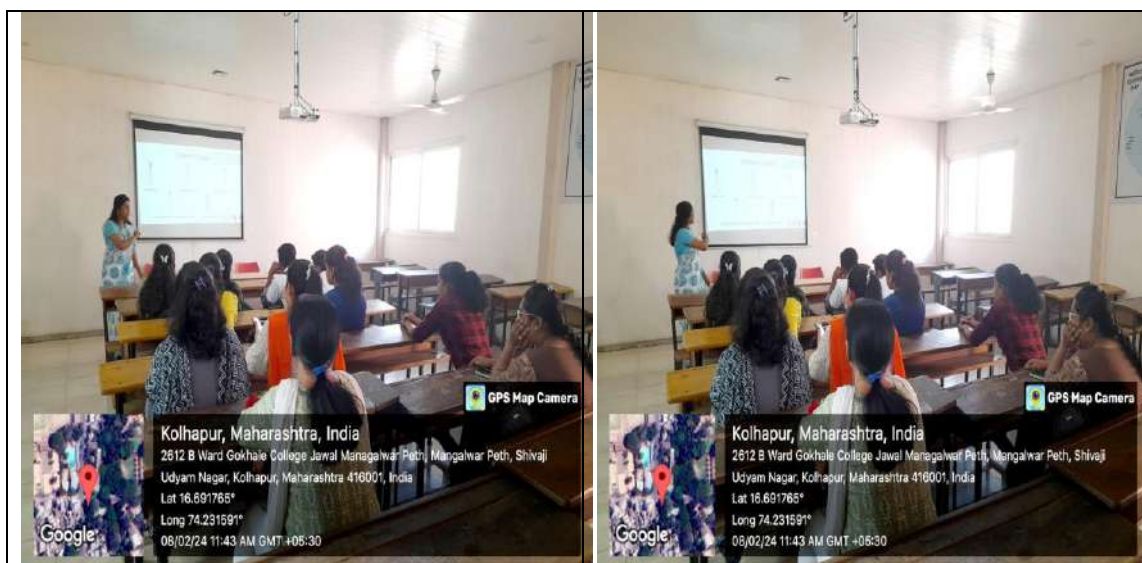 GPS Map Camera
Kolhapur, Maharashtra, India
2612 B Ward Gokhale College Jawal Managalwar Peth, Mangalwar Peth, Shivaji
Udyam Nagar, Kolhapur, Maharashtra 416001, India
Lat 16.691765°
Long 74.231591°
08/02/24 11:43 AM GMT +05:30
Google
GPS Map Camera
Kolhapur, Maharashtra, India
2612 B Ward Gokhale College Jawal Managalwar Peth, Mangalwar Peth, Shivaji
Udyam Nagar, Kolhapur, Maharashtra 416001, India
Lat 16.691765°
Long 74.231591°
08/02/24 11:43 AM GMT +05:30
Google